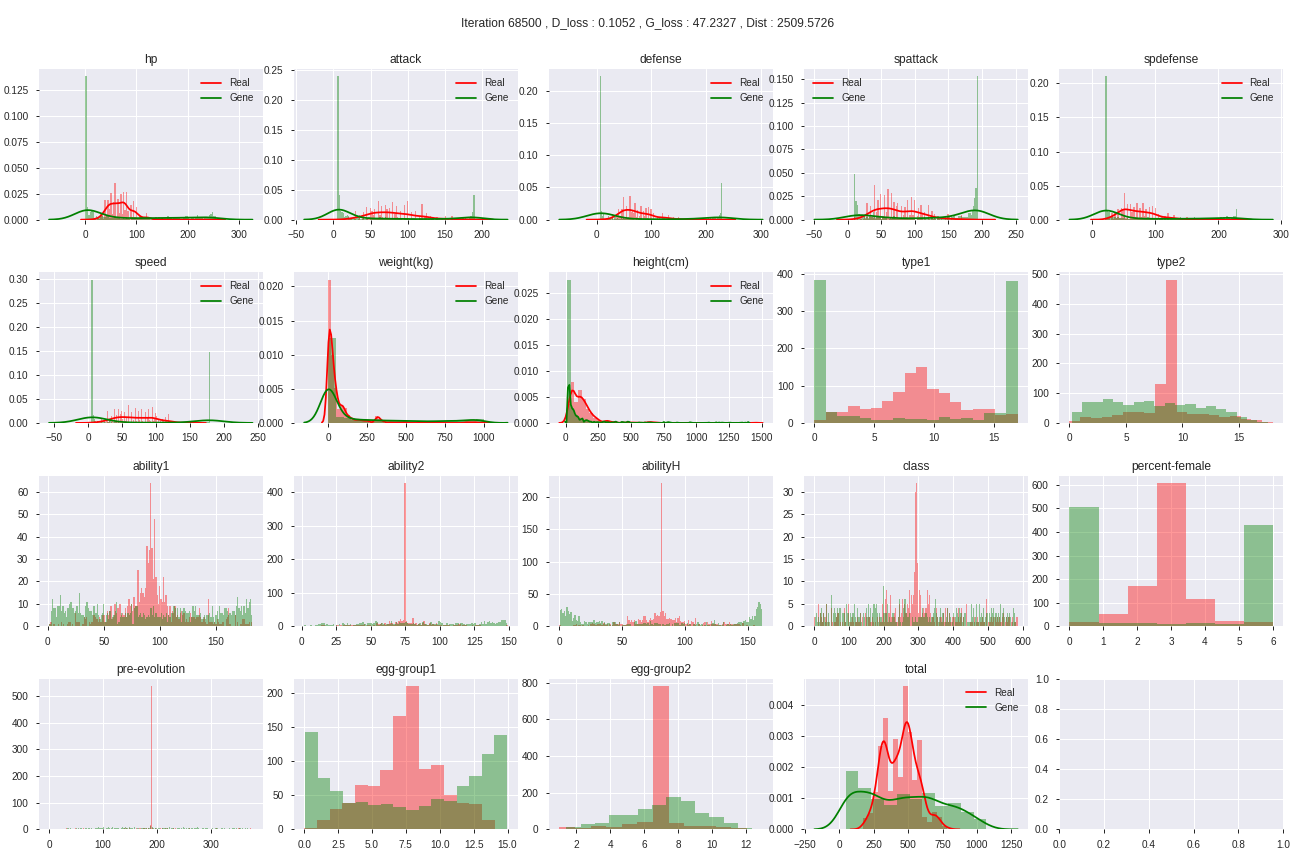 Iteration 68500 , D_loss : 0.1052 , G_loss : 47.2327 , Dist : 2509.5726
hp
attack
defense
spattack
spdefense
Real
Gene
Real
Gene
Real
Gene
Real
Gene
Real
Gene
0.125
0.100
0.075
0.050
0.025
0.000
0 100 200 300
0.25
0.20
0.15
0.10
0.05
0.00
-50 0 50 100 150 200
0.20
0.15
0.10
0.05
0.00
0 100 200 300
0.150
0.125
0.100
0.075
0.050
0.025
0.000
-50 0 50 100 150 200 250
0.20
0.15
0.10
0.05
0.00
0 100 200 300
speed
weight(kg)
height(cm)
type1
type2
Real
Gene
Real
Gene
Real
Gene
0.30
0.25
0.20
0.15
0.10
0.05
0.00
-50 0 50 100 150 200 250
0.020
0.015
0.010
0.005
0.000
0 250 500 750 1000
0.025
0.020
0.015
0.010
0.005
0.000
0 250 500 750 1000 1250 1500
400
300
200
100
0
0 5 10 15
500
400
300
200
100
0
0 5 10 15
ability1
ability2
abilityH
class
percent-female
60
50
40
30
20
10
0
0 50 100 150
400
300
200
100
0
0 25 50 75 100 125 150
200
150
100
50
0
0 50 100 150
30
25
20
15
10
5
0
0 100 200 300 400 500 600
600
500
400
300
200
100
0
0 1 2 3 4 5 6
pre-evolution
egg-group1
egg-group2
total
Real
Gene
500
400
300
200
100
0
0 100 200 300
200
150
100
50
0
0.0 2.5 5.0 7.5 10.0 12.5 15.0
800
600
400
200
0
2 4 6 8 10 12
0.004
0.003
0.002
0.001
0.000
-250 0 250 500 750 1000 1250
1.0
0.8
0.6
0.4
0.2
0.0
0.0 0.2 0.4 0.6 0.8 1.0